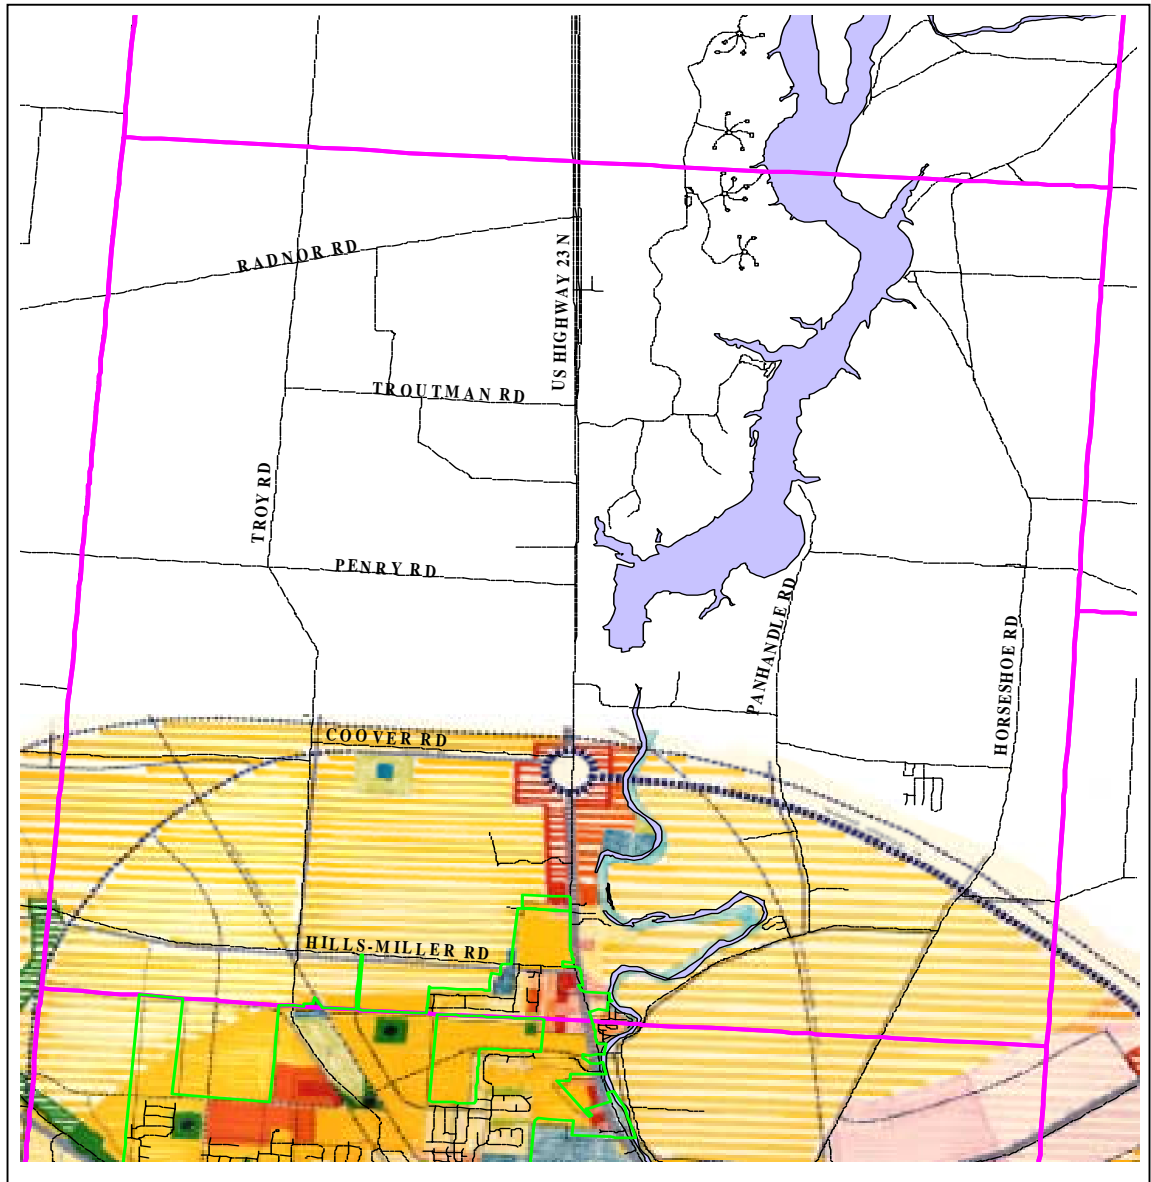 RADNOR RD
US HIGHWAY 23 N
TROUTMAN RD
TROY RD
PENRY RD
PANHANDLE RD
HORSESHOE RD
COOVER RD
HILLS-MILLER RD